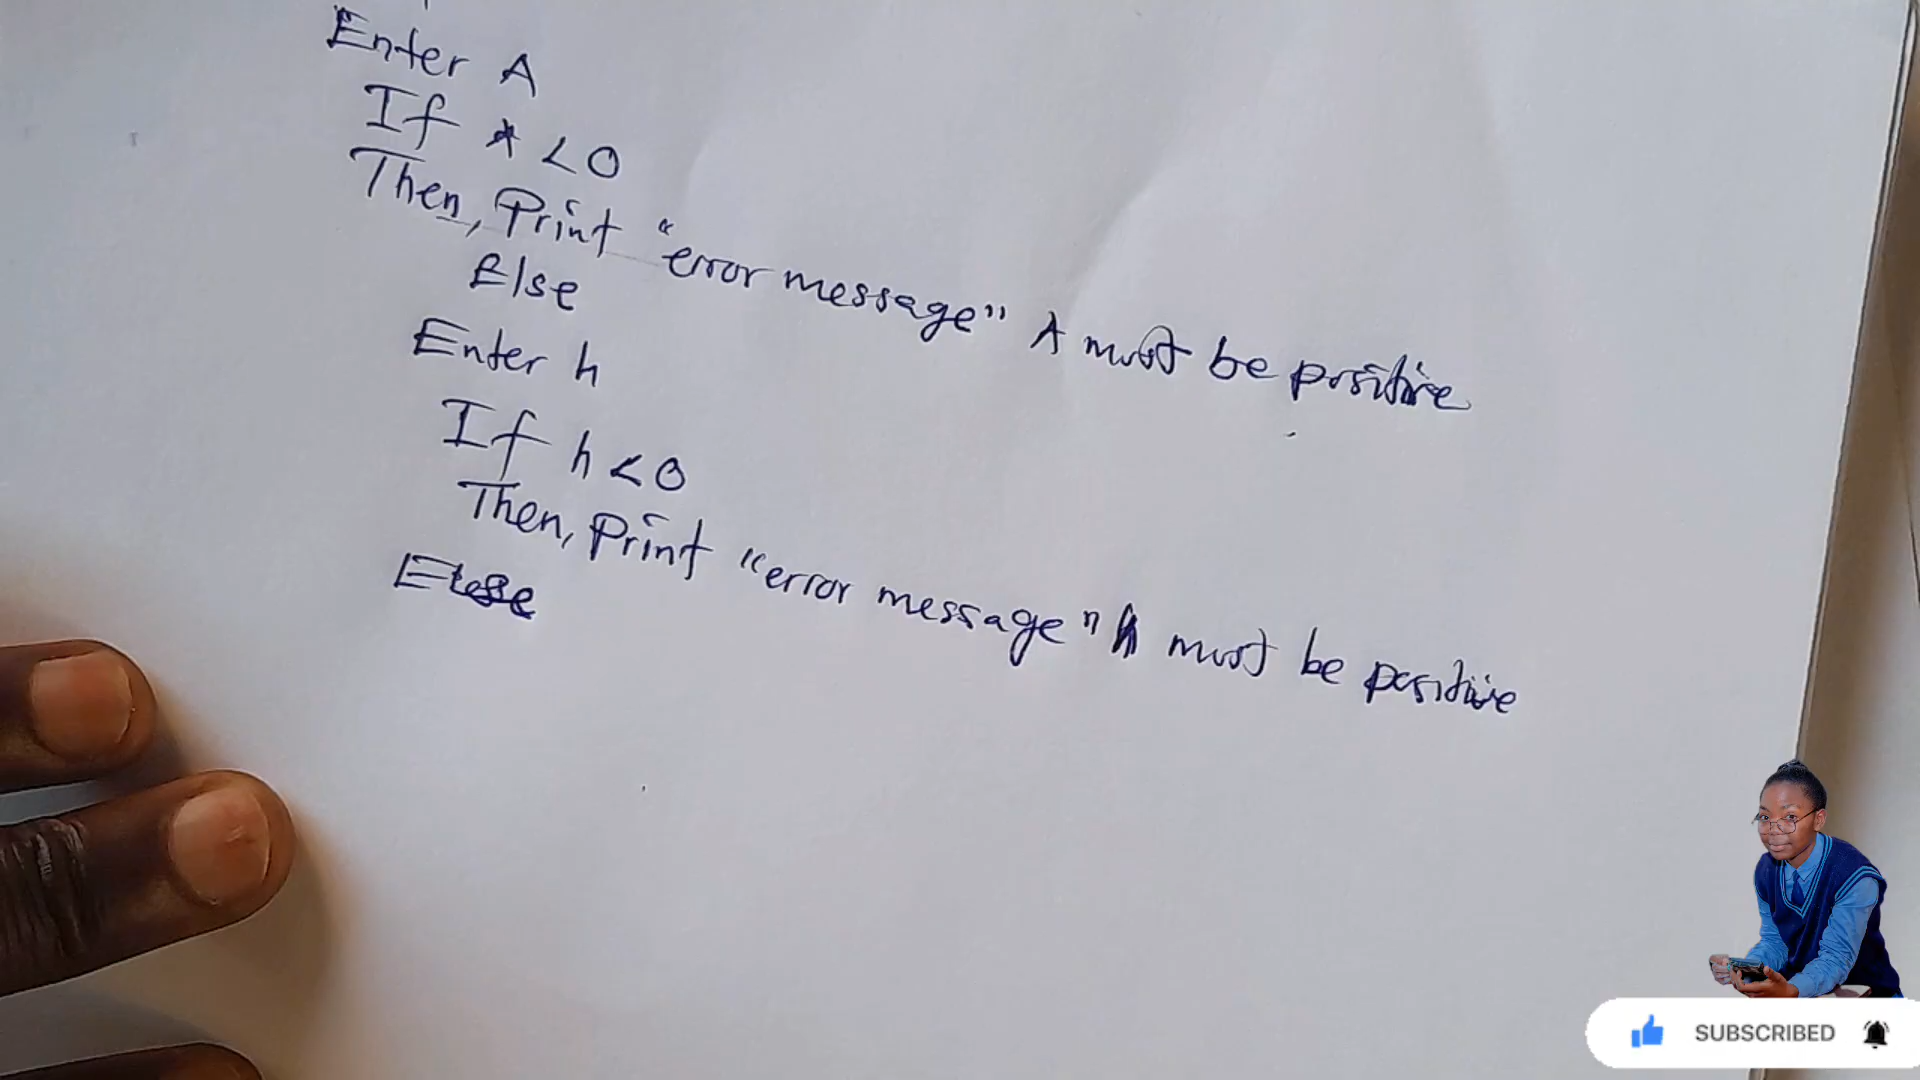 Enter A
If A < 0
Then, Print "error message" A must be positive
Else
Enter h
If h < 0
Then, Print "error message" h must be positive
Else
SUBSCRIBED